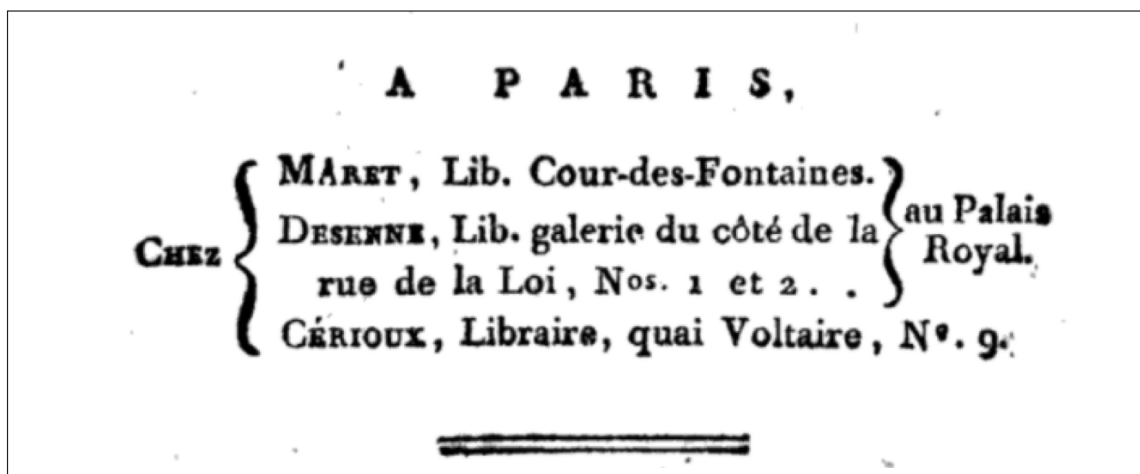 A PARIS,
MARET, Lib. Cour-des-Fontaines.
DESENNE, Lib. galerie du côté de la
rue de la Loi, Nos. 1 et 2. .
au Palais
Royal.
CHEZ
CÉRIOUX, Libraire, quai Voltaire, Nº. 9.